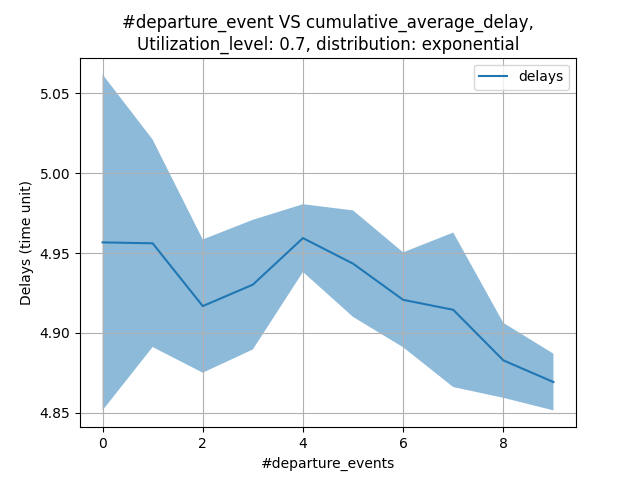 #departure_event VS cumulative_average_delay,
Utilization_level: 0.7, distribution: exponential
delays
5.05
5.00
4.95
4.90
4.85
Delays (time unit)
0 2 4 6 8
#departure_events